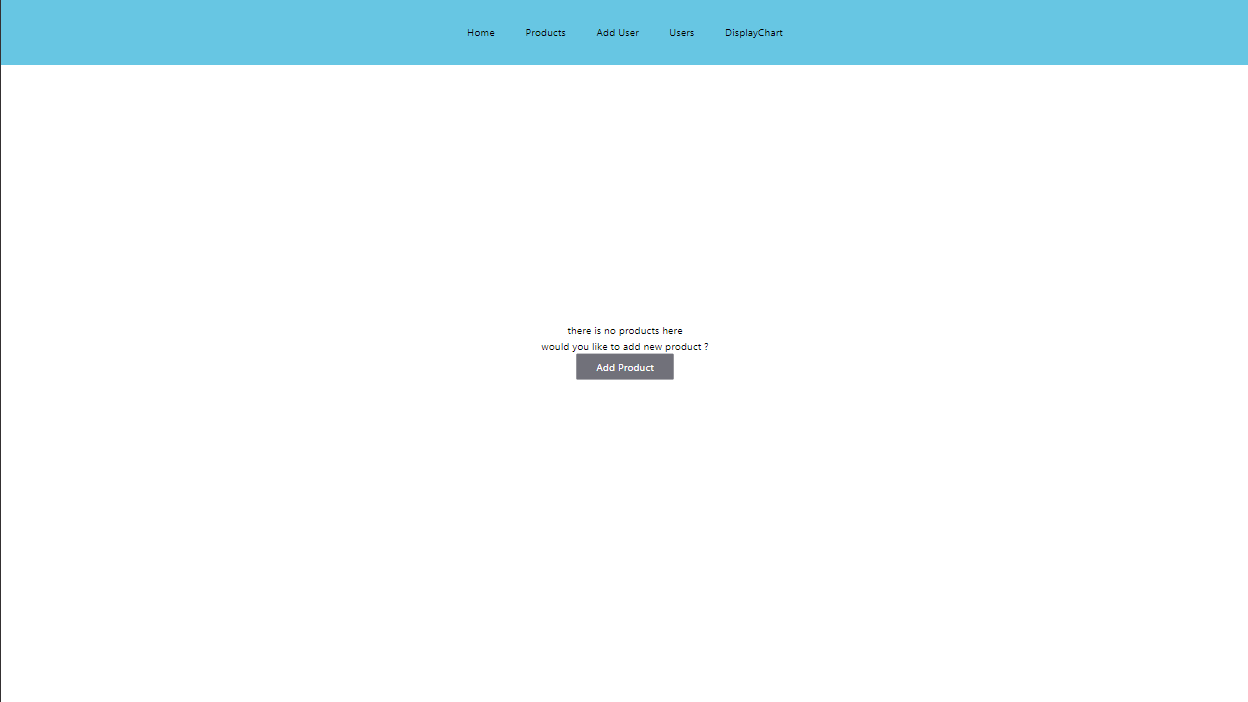 Home Products Add User Users DisplayChart
there is no products here
would you like to add new product ?
Add Product